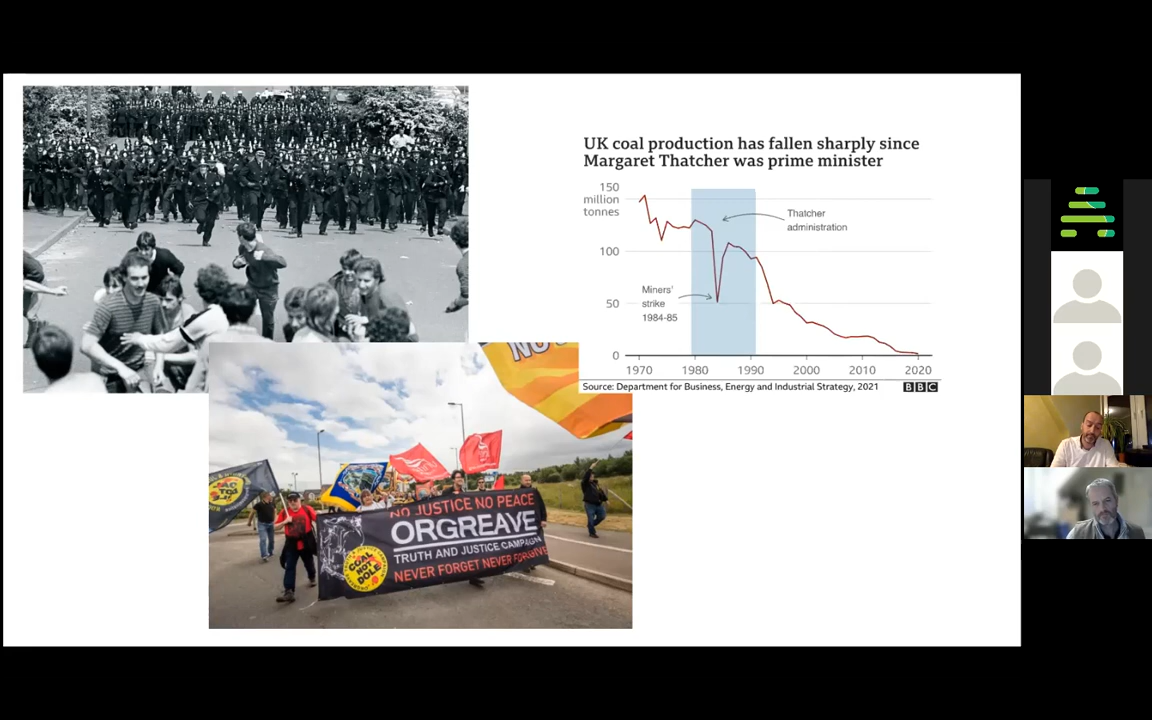 UK coal production has fallen sharply since
Margaret Thatcher was prime minister
150
million
tonnes
Thatcher
administration
100
Miners'
strike
1984-85
50
0
1970 1980 1990 2000 2010 2020
Source: Department for Business, Energy and Industrial Strategy, 2021 BBC
NO JUSTICE NO PEACE
ORGREAVE
TRUTH AND JUSTICE CAMPAIGN
NEVER FORGET NEVER FORGIVE
COAL
NOT
DOLE